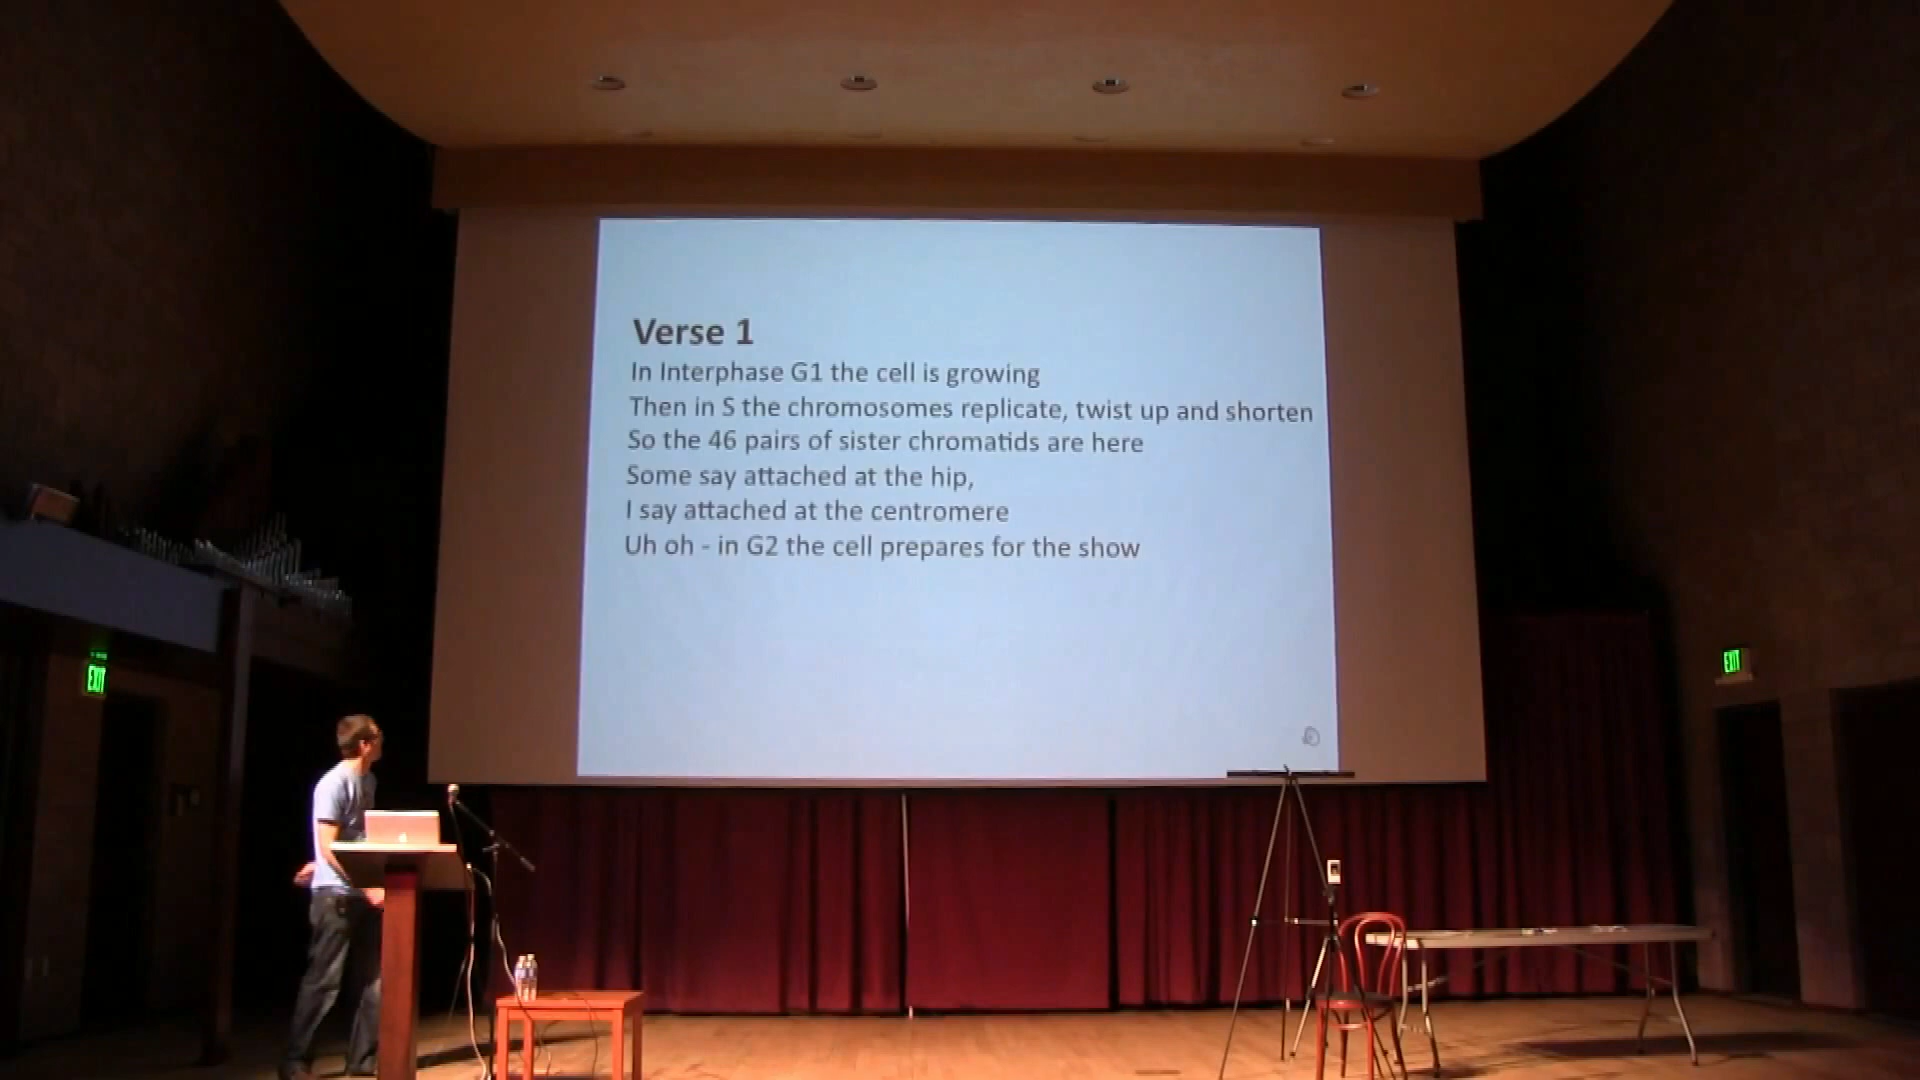 Verse 1
In Interphase G1 the cell is growing
Then in S the chromosomes replicate, twist up and shorten
So the 46 pairs of sister chromatids are here
Some say attached at the hip,
I say attached at the centromere
Uh oh - in G2 the cell prepares for the show
EXIT
EXIT